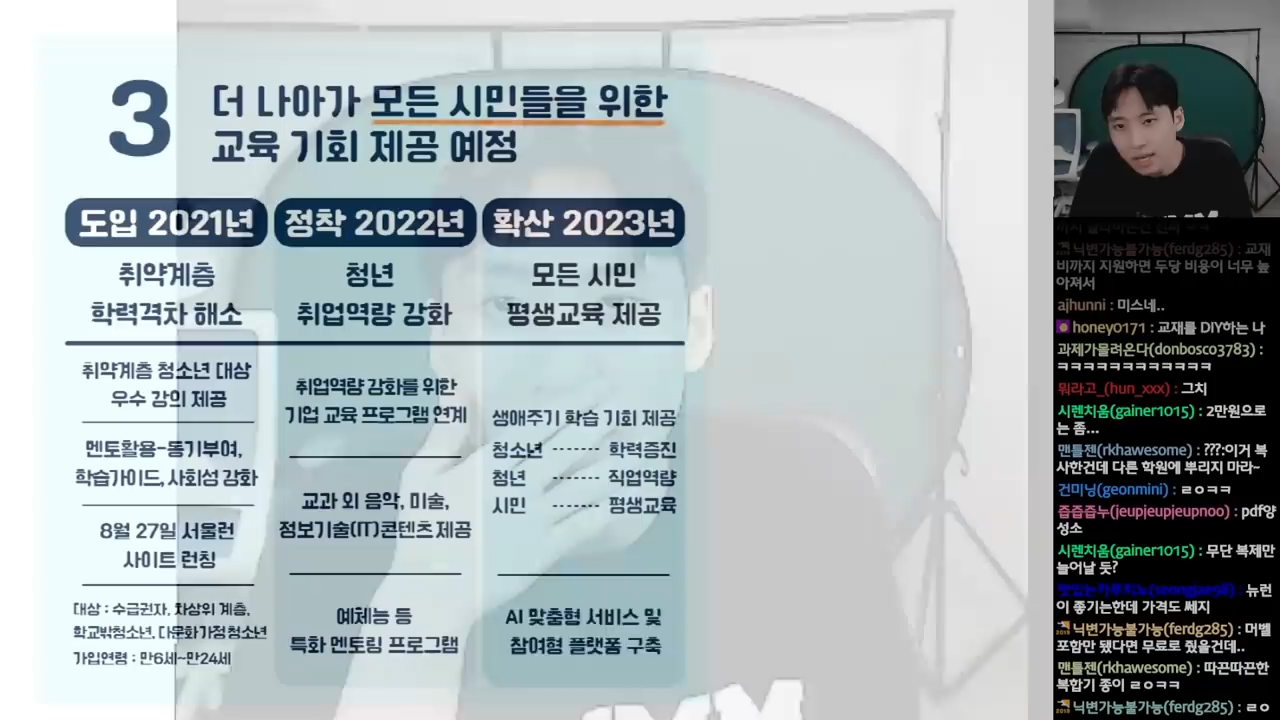 3
더 나아가 모든 시민들을 위한
교육 기회 제공 예정
도입 2021년
취약계층
학력격차 해소
취약계층 청소년 대상
우수 강의 제공
멘토활용-동기부여,
학습가이드, 사회성 강화
8월 27일 서울런
사이트 런칭
대상 : 수급권자, 차상위 계층,
학교밖청소년, 다문화가정청소년
가입연령 : 만6세~만24세
정착 2022년
청년
취업역량 강화
취업역량 강화를 위한
기업 교육 프로그램 연계
교과 외 음악, 미술,
정보기술(IT)콘텐츠 제공
예체능 등
특화 멘토링 프로그램
확산 2023년
모든 시민
평생교육 제공
생애주기 학습 기회 제공
청소년 ------- 학력증진
청년 ------- 직업역량
시민 ------- 평생교육
AI 맞춤형 서비스 및
참여형 플랫폼 구축
닉변가능불가능(ferdg285) : 교재
비까지 지원하면 두당 비용이 너무 높
아져서
ajhunni : 미스네..
honey0171 : 교재를 DIY하는 나
과제가몰려온다(donbosco3783) :
ㅋㅋㅋㅋㅋㅋㅋㅋㅋㅋㅋㅋ
뭐라고_(hun_xxx) : 그치
시렌치움(gainer1015) : 2만원으로
는 좀...
맨틀젠(rkhawesome) : ???:이거 복
사한건데 다른 학원에 뿌리지 마라~
건미닝(geonmini) : ㄹㅇㅋㅋ
즙즙즙누(jeupjeupjeupnoo) : pdf양
성소
시렌치움(gainer1015) : 무단 복제만
늘어날 듯?
: 뉴런
이 좋기는한데 가격도 쎄지
닉변가능불가능(ferdg285) : 머벨
포함만 됐다면 무료로 줬을건데..
맨틀젠(rkhawesome) : 따끈따끈한
복합기 종이 ㄹㅇㅋㅋ
닉변가능불가능(ferdg285) : ㄹㅇ